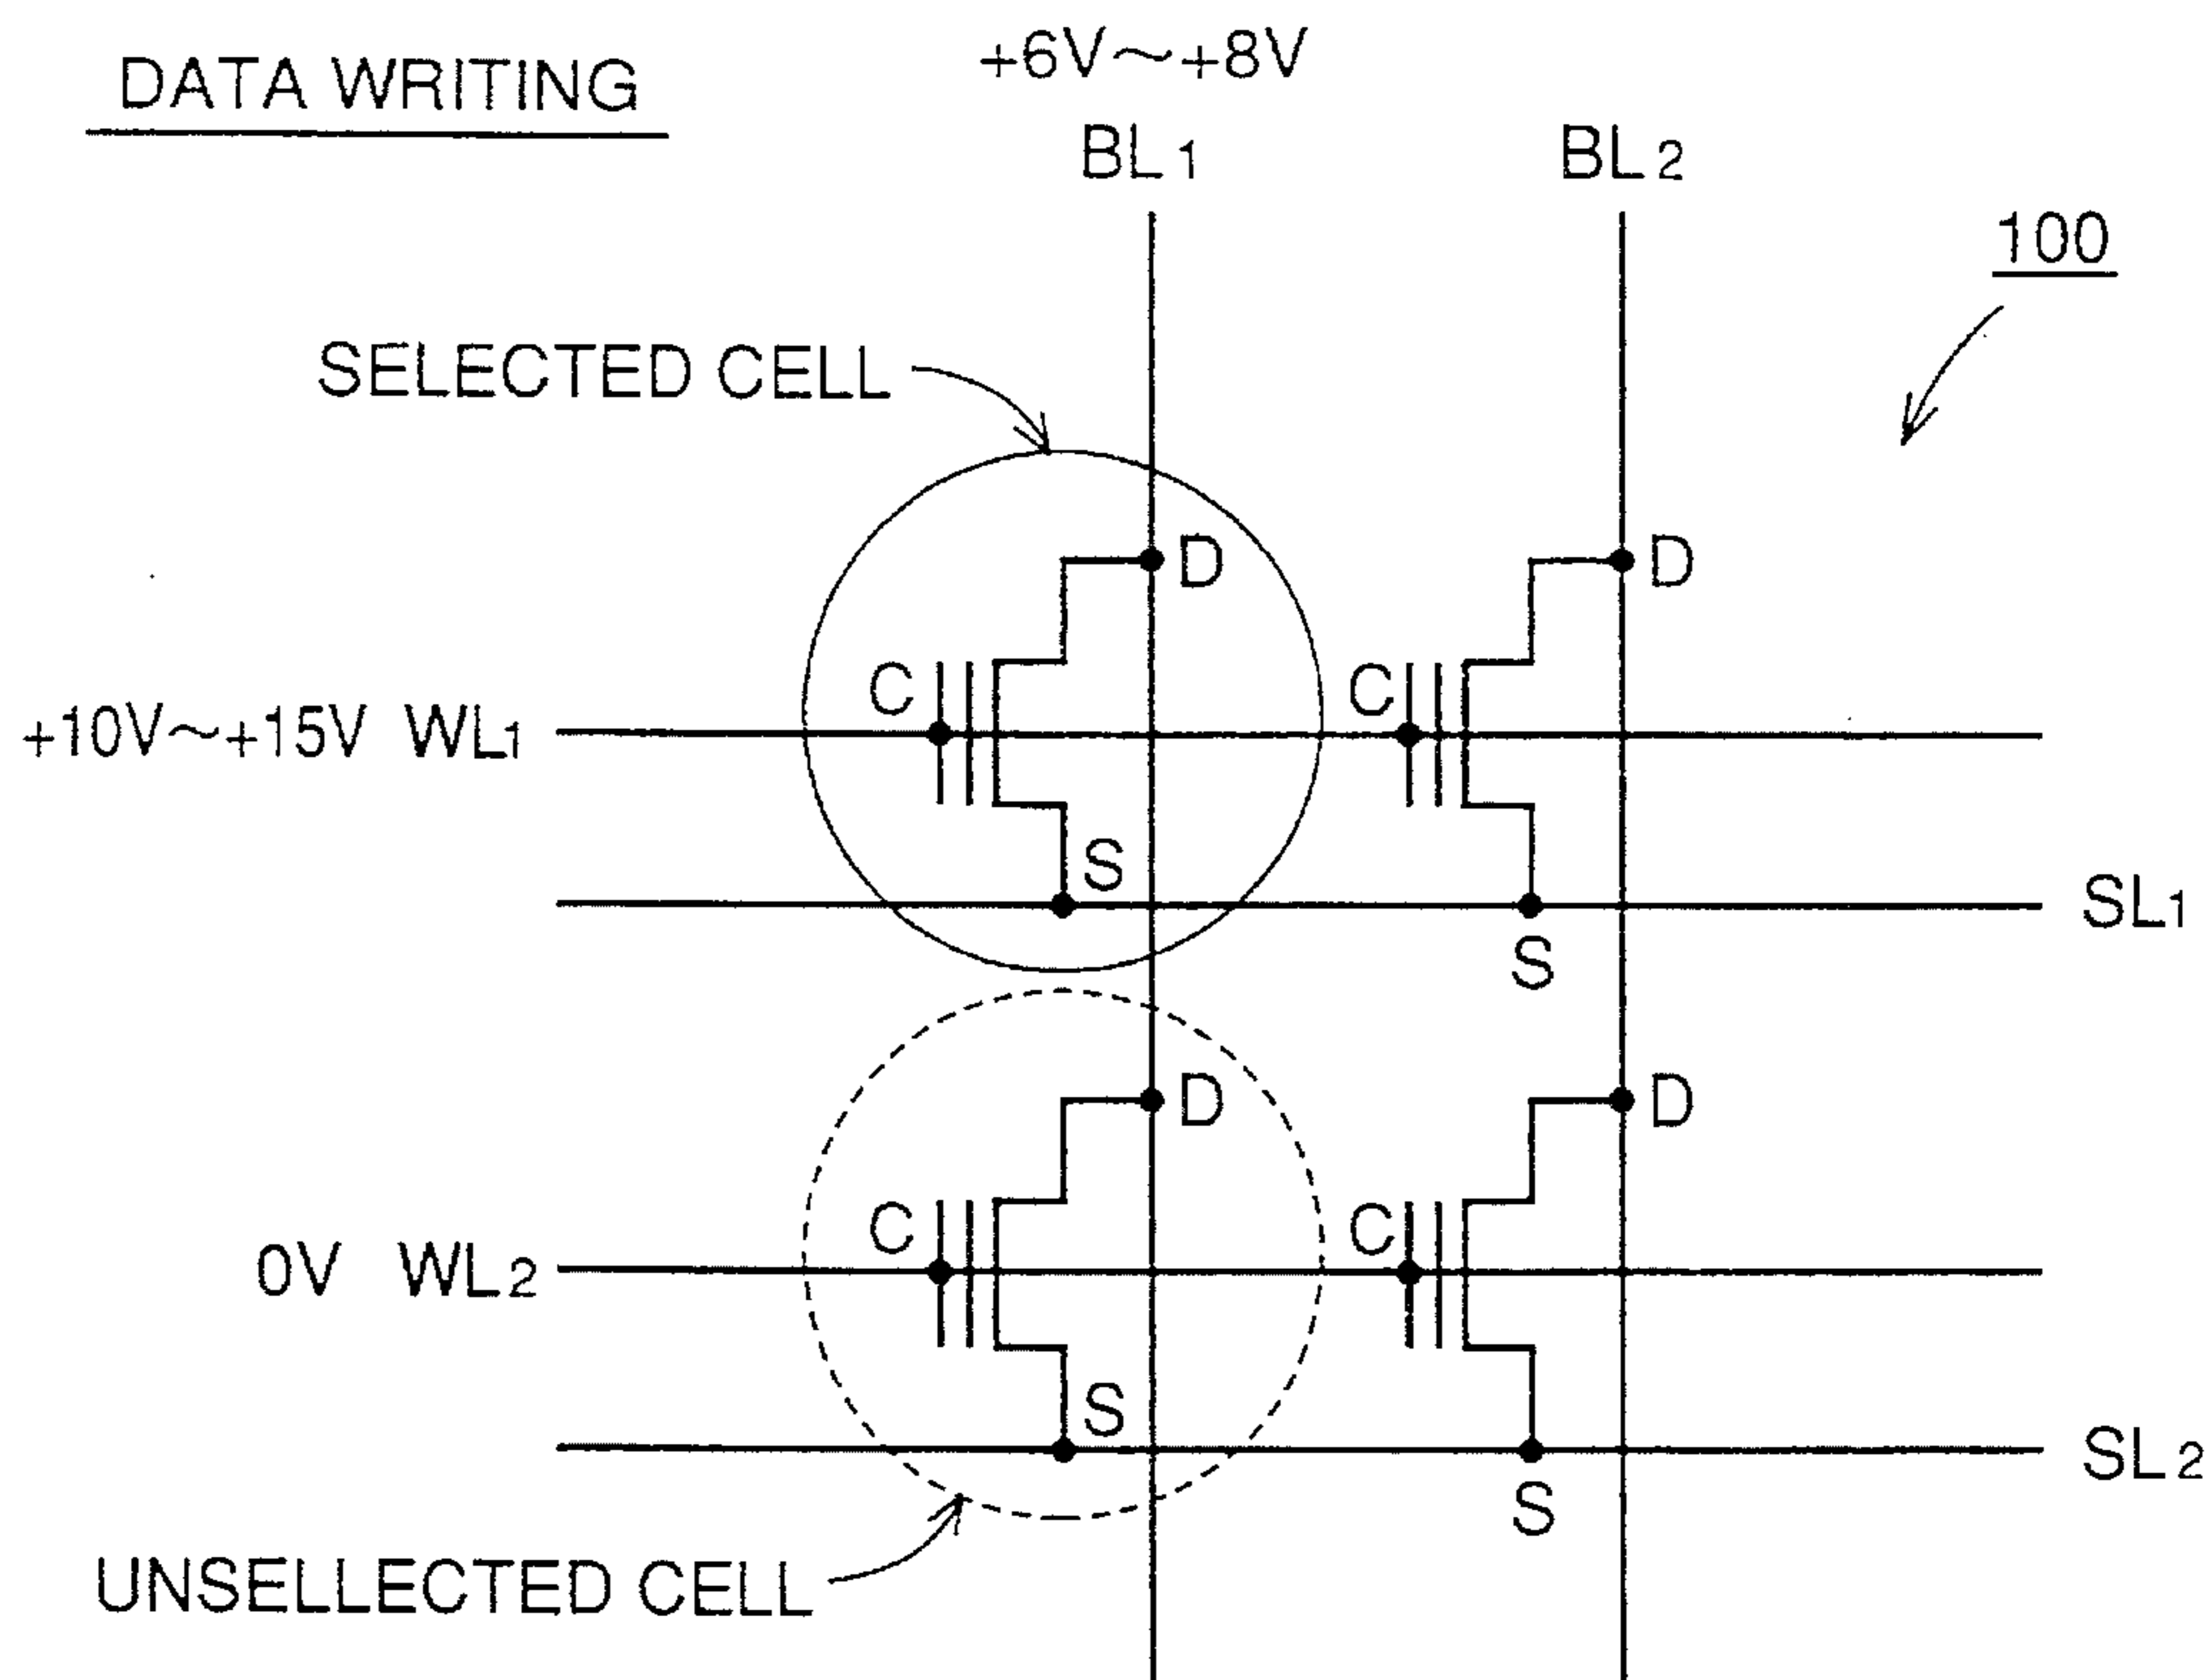 DATA WRITING
+6V～+8V
BL1
BL2
100
SELECTED CELL
D
D
C
C
+10V～+15V WL1
S
SL1
S
D
D
C
C
0V WL2
S
SL2
S
UNSELLECTED CELL